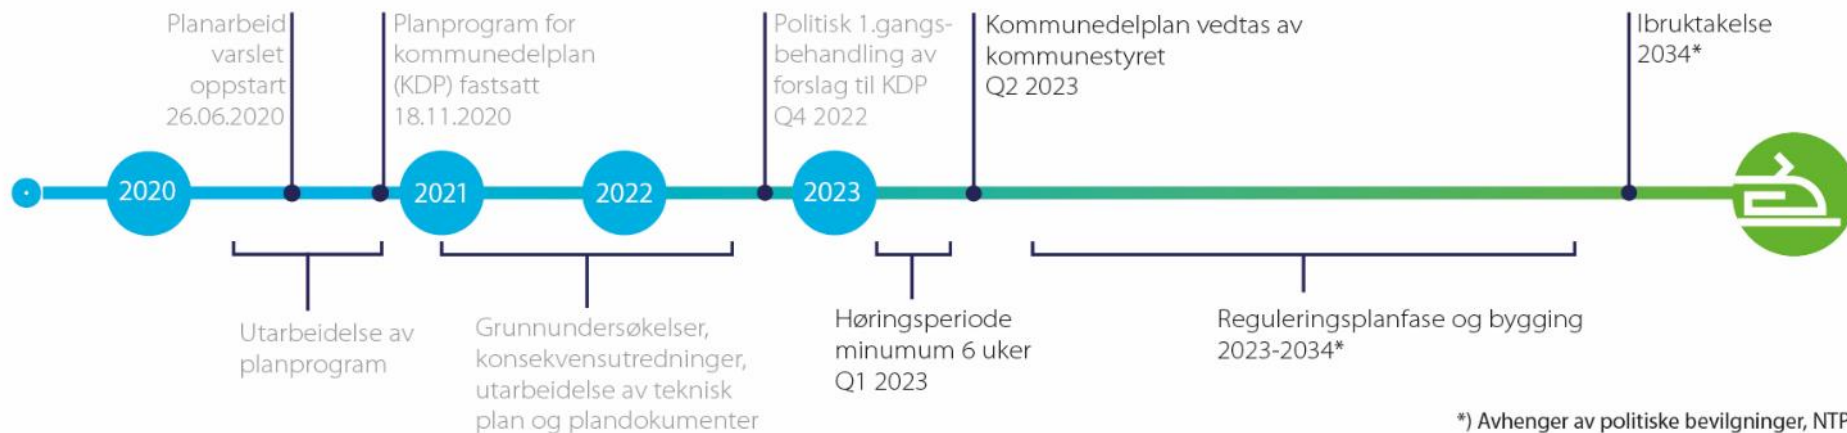 Planarbeid
varslet
oppstart
26.06.2020
Planprogram for
kommunedelplan
(KDP) fastsatt
18.11.2020
Politisk 1.gangs-
behandling av
forslag til KDP
Q4 2022
Kommunedelplan vedtas av
kommunestyret
Q2 2023
Ibruktakelse
2034*
2020
2021
2022
2023
Utarbeidelse av
planprogram
Grunnundersøkelser,
konsekvensutredninger,
utarbeidelse av teknisk
plan og plandokumenter
Høringsperiode
minumum 6 uker
Q1 2023
Reguleringsplanfase og bygging
2023-2034*
*) Avhenger av politiske bevilgninger, NTP